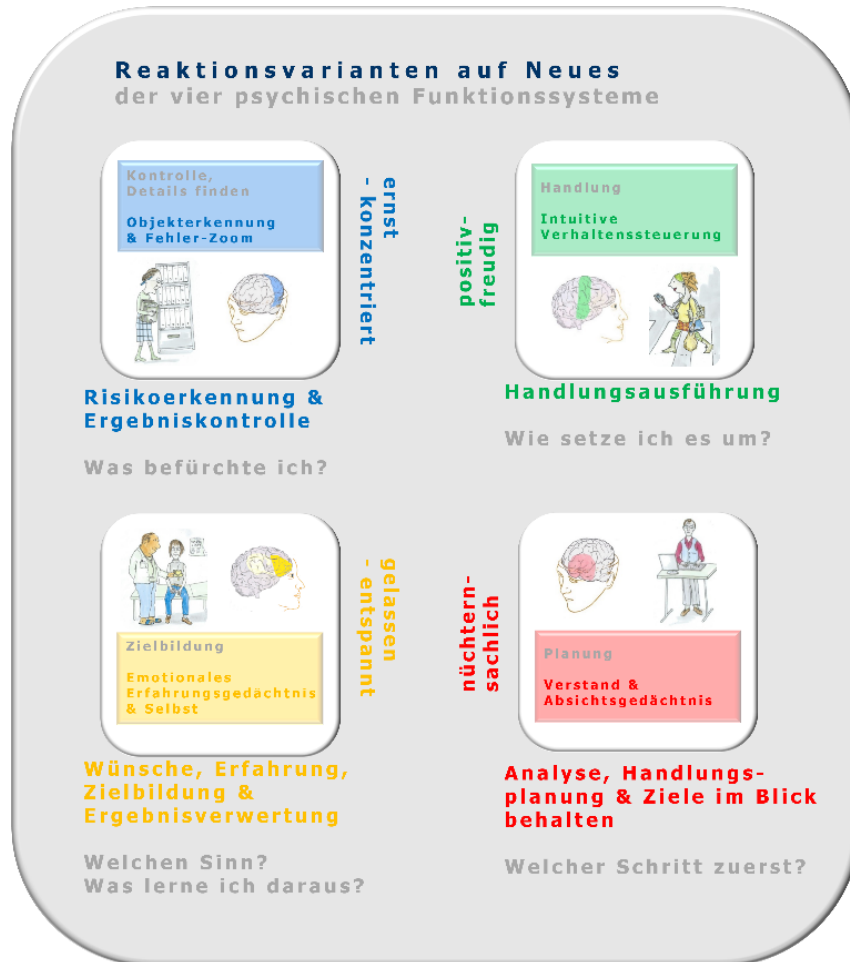 Reaktionsvarianten auf Neues
der vier psychischen Funktionssysteme
Kontrolle,
Details finden
Objekterkennung
& Fehler-Zoom
ernst
- konzentriert
Risikoerkennung &
Ergebniskontrolle
Was befürchte ich?
positiv-
freudig
Handlung
Intuitive
Verhaltenssteuerung
Handlungsausführung
Wie setze ich es um?
Zielbildung
Emotionales
Erfahrungsgedächtnis
& Selbst
gelassen
- entspannt
Wünsche, Erfahrung,
Zielbildung &
Ergebnisverwertung
Welchen Sinn?
Was lerne ich daraus?
nüchtern-
sachlich
Planung
Verstand &
Absichtsgedächtnis
Analyse, Handlungs-
planung & Ziele im Blick
behalten
Welcher Schritt zuerst?